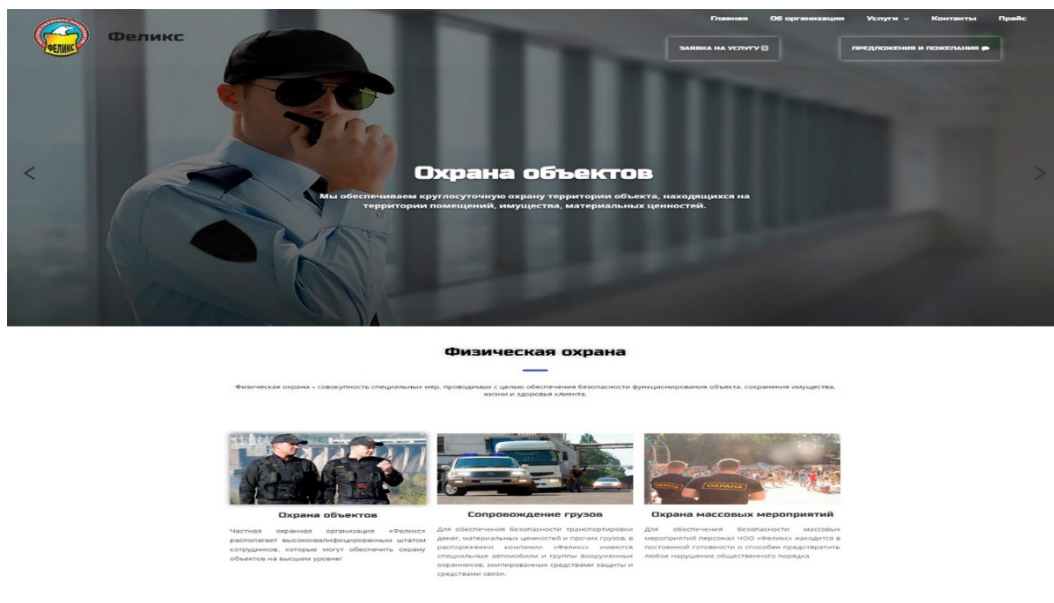 Главная Об организации Услуги Контакты Прайс
ФЕЛИКС
Феликс
ЗАЯВКА НА УСЛУГУ
ПРЕДЛОЖЕНИЯ И ПОЖЕЛАНИЯ
Охрана объектов
Мы обеспечиваем круглосуточную охрану территории объекта, находящихся на
территории помещений, имущества, материальных ценностей.
Физическая охрана
Физическая охрана – совокупность специальных мер, проводимых с целью обеспечения безопасности функционирования объекта, сохранения имущества,
жизни и здоровья клиента.
ОХРАНА
Охрана объектов
Частная охранная организация «Феликс»
располагает высококвалифицированным штатом
сотрудников, которые могут обеспечить охрану
объектов на высшем уровне!
Сопровождение грузов
Для обеспечения безопасности транспортировки
денег, материальных ценностей и прочих грузов, в
распоряжении компании «Феликс» имеются
специальные автомобили и группы вооруженных
охранников, экипированных средствами защиты и
средствами связи.
Охрана массовых мероприятий
Для обеспечения безопасности массовых
мероприятий персонал ЧОО «Феликс» находится в
постоянной готовности и способен предотвратить
любое нарушение общественного порядка